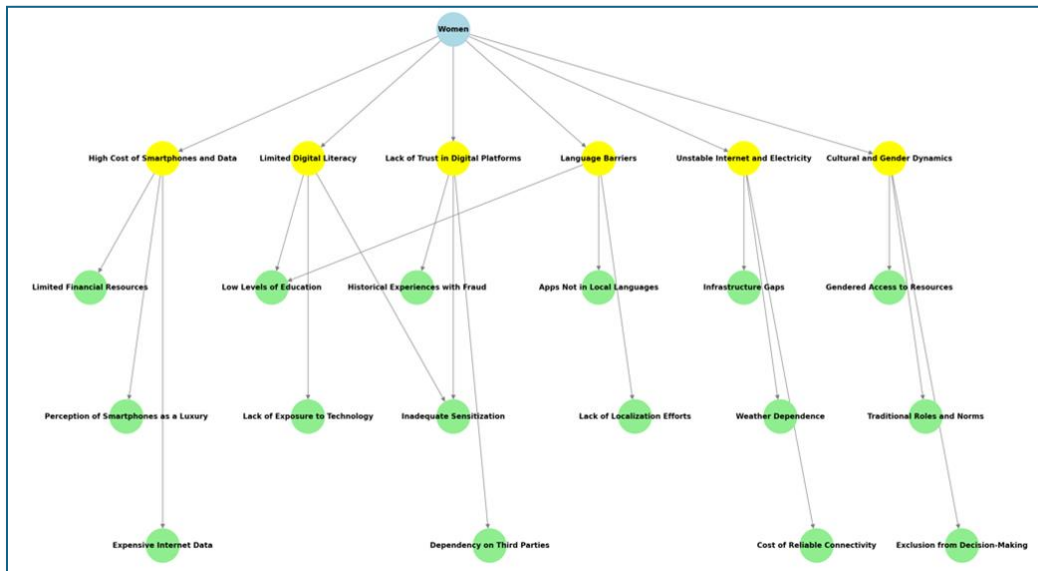 Women
High Cost of Smartphones and Data
Limited Digital Literacy
Lack of Trust in Digital Platforms
Language Barriers
Unstable Internet and Electricity
Cultural and Gender Dynamics
Limited Financial Resources
Low Levels of Education
Historical Experiences with Fraud
Apps Not in Local Languages
Infrastructure Gaps
Gendered Access to Resources
Perception of Smartphones as a Luxury
Lack of Exposure to Technology
Inadequate Sensitization
Lack of Localization Efforts
Weather Dependence
Traditional Roles and Norms
Expensive Internet Data
Dependency on Third Parties
Cost of Reliable Connectivity
Exclusion from Decision-Making